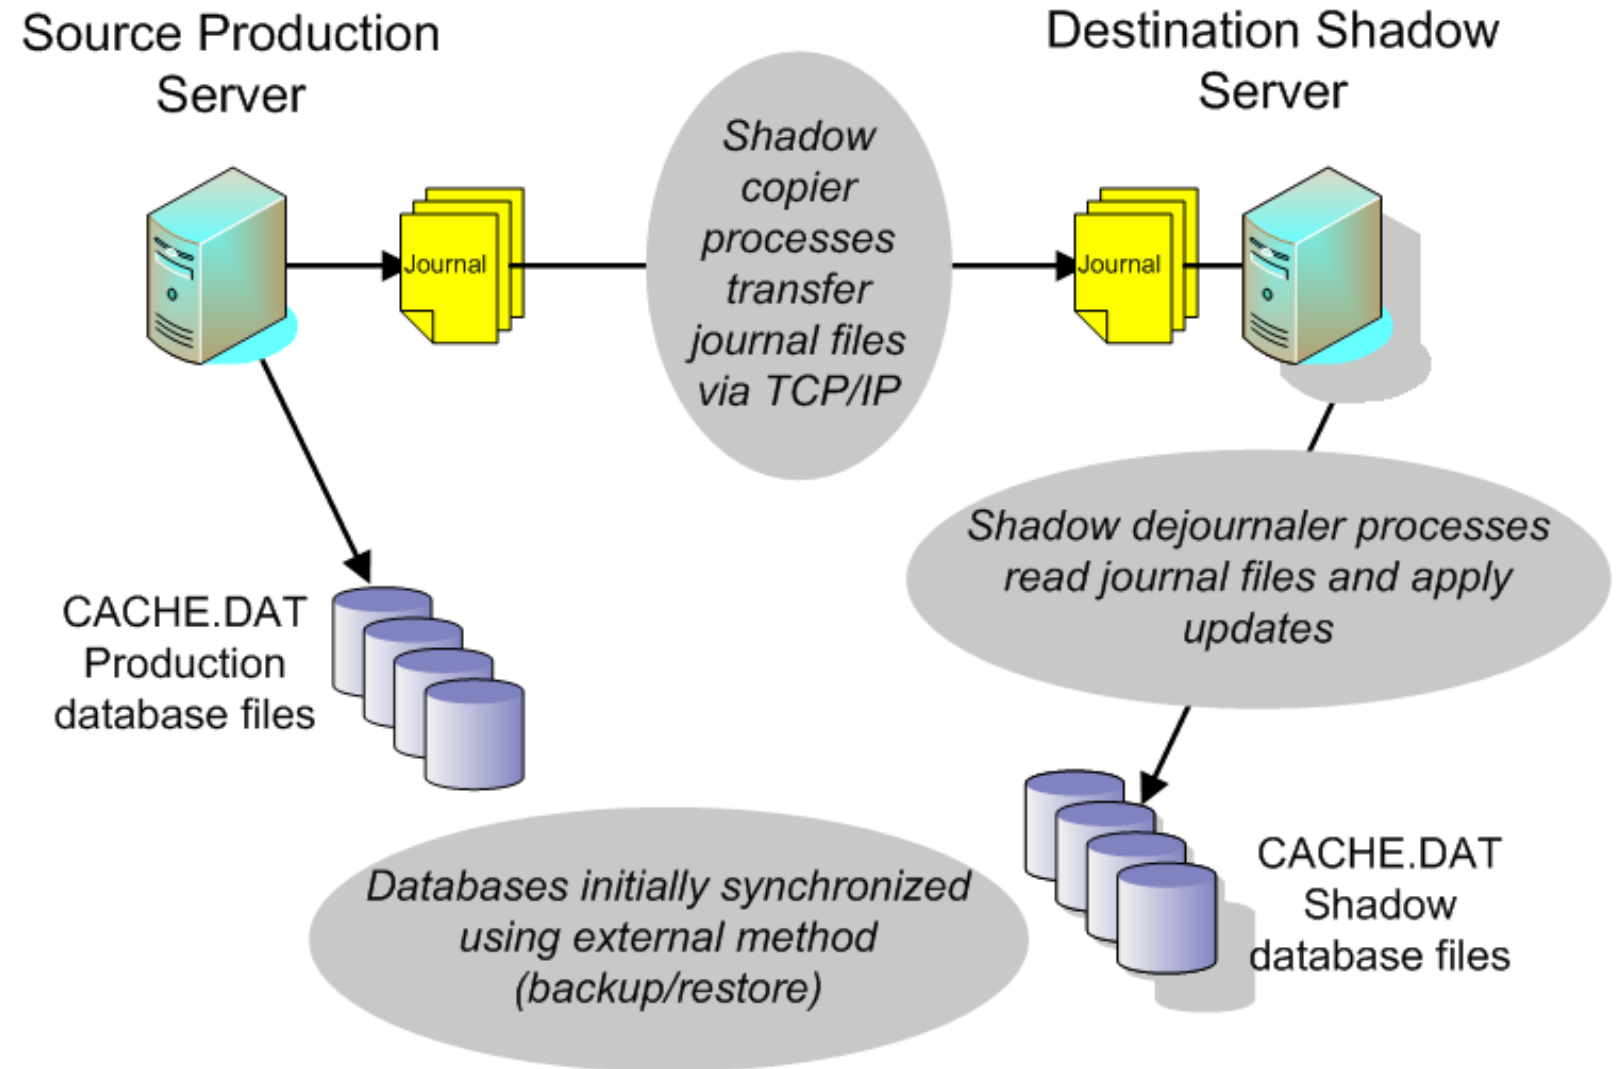 Source Production
Server
Destination Shadow
Server
Shadow
copier
processes
transfer
journal files
via TCP/IP
Journal
Journal
Shadow dejournaler processes
read journal files and apply
updates
CACHE.DAT
Production
database files
Databases initially synchronized
using external method
(backup/restore)
CACHE.DAT
Shadow
database files